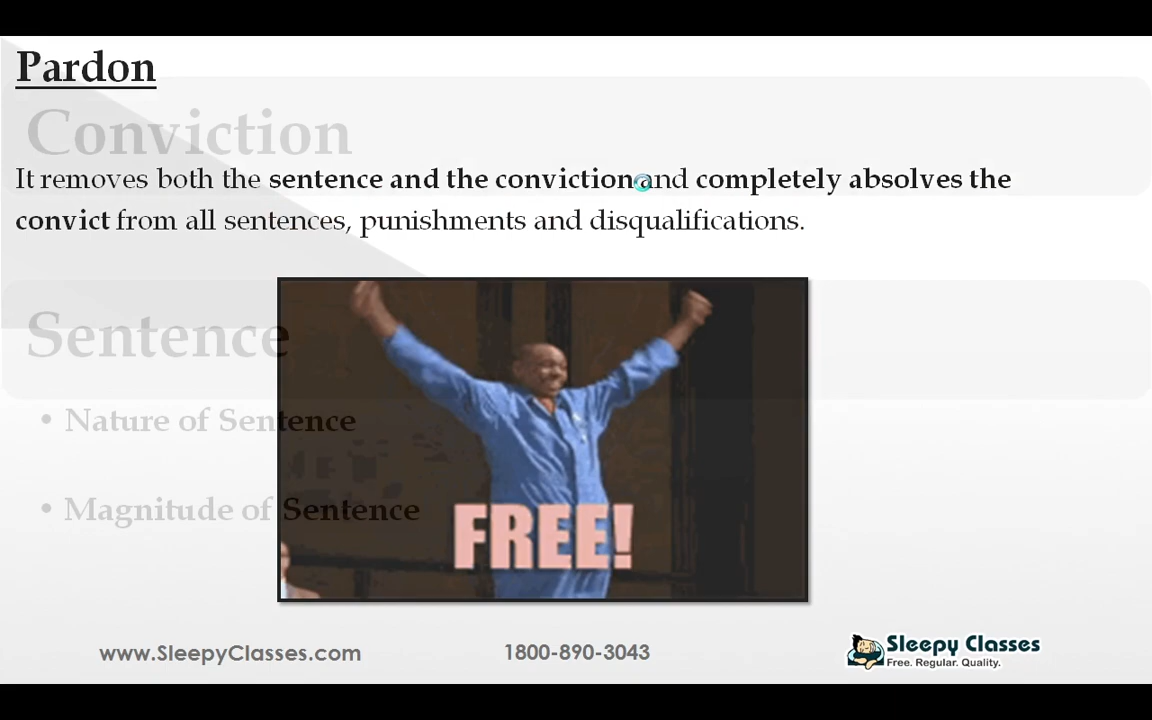 Pardon
Conviction
It removes both the sentence and the conviction and completely absolves the
convict from all sentences, punishments and disqualifications.
Sentence
• Nature of Sentence
• Magnitude of Sentence
FREE!
www.SleepyClasses.com
1800-890-3043
Sleepy Classes
Free. Regular. Quality.